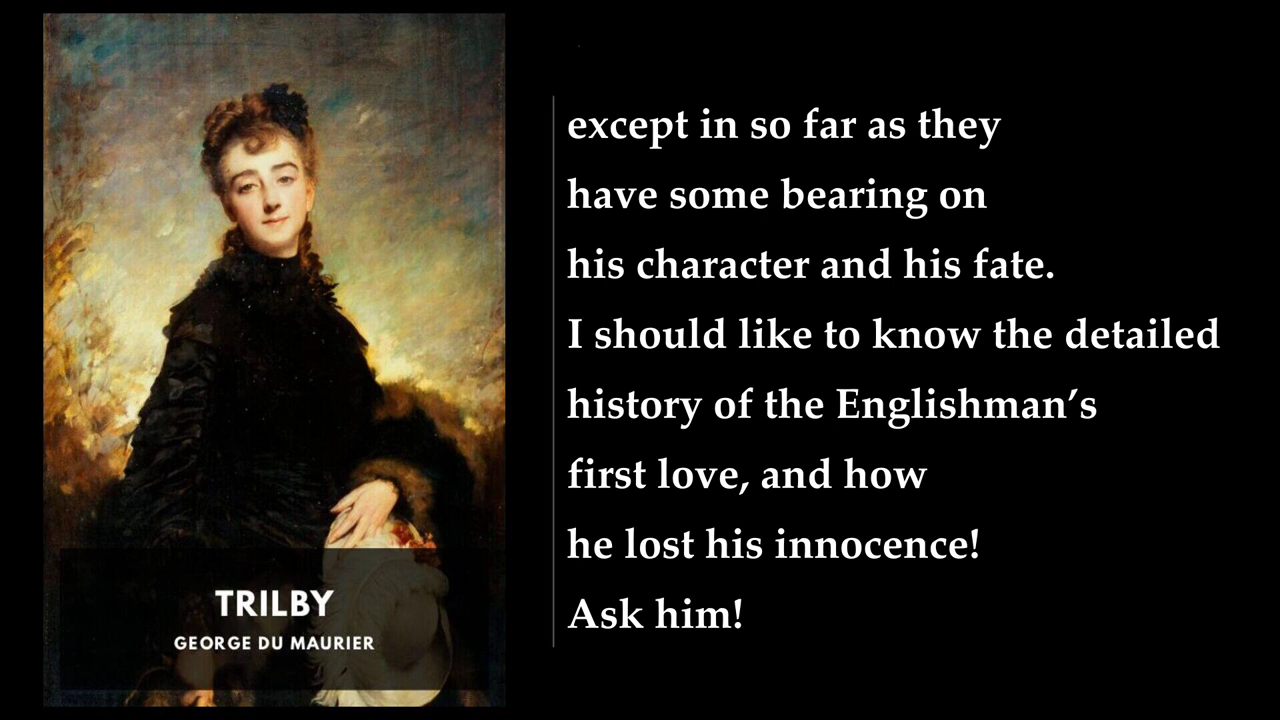 TRILBY
GEORGE DU MAURIER
except in so far as they
have some bearing on
his character and his fate.
I should like to know the detailed
history of the Englishman’s
first love, and how
he lost his innocence!
Ask him!